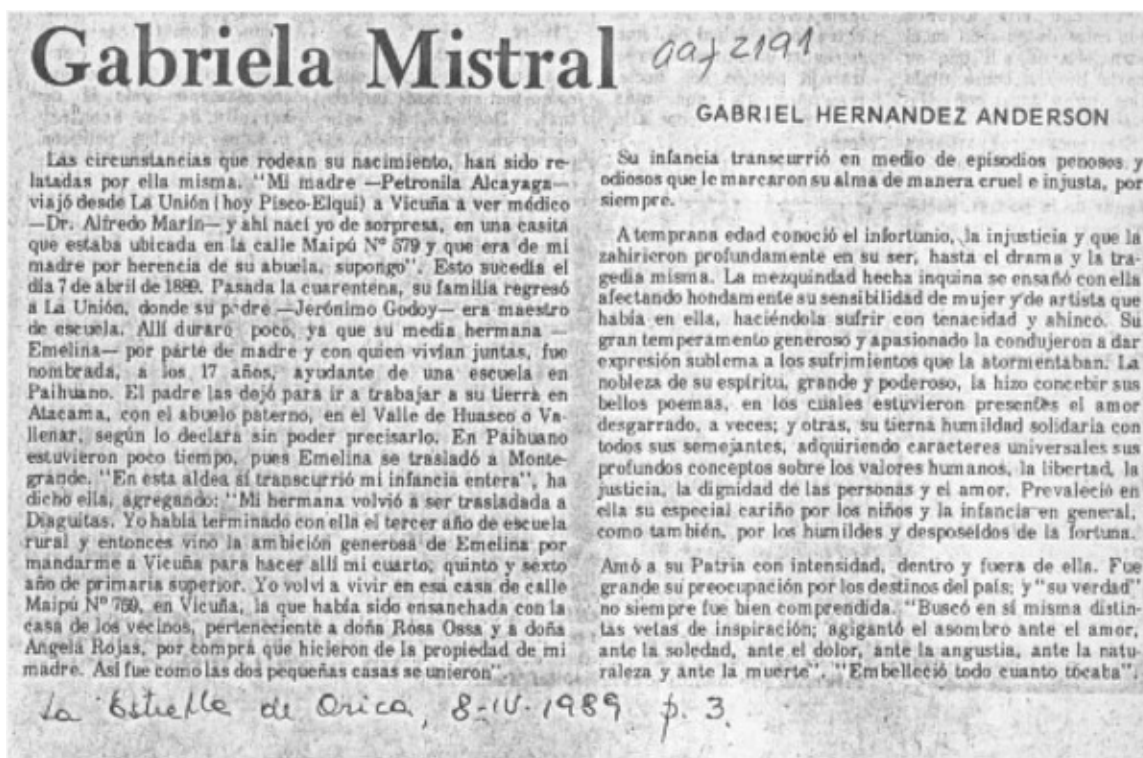 Gabriela Mistral
aaf 2191
GABRIEL HERNANDEZ ANDERSON
Las circunstancias que rodean su nacimiento, han sido re-
latadas por ella misma. "Mi madre —Petronila Alcayaga—
viajó desde La Unión (hoy Pisco-Elqui) a Vicuña a ver médico
—Dr. Alfredo Marín— y ahí nací yo de sorpresa, en una casita
que estaba ubicada en la calle Maipú Nº 579 y que era de mi
madre por herencia de su abuela, supongo". Esto sucedía el
día 7 de abril de 1889. Pasada la cuarentena, su familia regresó
a La Unión, donde su padre —Jerónimo Godoy— era maestro
de escuela. Allí duraro poco, ya que su media hermana —
Emelina— por parte de madre y con quien vivían juntas, fue
nombrada, a los 17 años, ayudante de una escuela en
Paihuano. El padre las dejó para ir a trabajar a su tierra en
Atacama, con el abuelo paterno, en el Valle de Huasco o Va-
llenar, según lo declara sin poder precisarlo. En Paihuano
estuvieron poco tiempo, pues Emelina se trasladó a Monte-
grande. "En esta aldea sí transcurrió mi infancia entera", ha
dicho ella, agregando: "Mi hermana volvió a ser trasladada a
Diaguitas. Yo había terminado con ella el tercer año de escuela
rural y entonces vino la ambición generosa de Emelina por
mandarme a Vicuña para hacer allí mi cuarto, quinto y sexto
año de primaria superior. Yo volví a vivir en esa casa de calle
Maipú Nº 759, en Vicuña, la que había sido ensanchada con la
casa de los vecinos, perteneciente a doña Rosa Ossa y a doña
Angela Rojas, por compra que hicieron de la propiedad de mi
madre. Así fue como las dos pequeñas casas se unieron"
Su infancia transcurrió en medio de episodios penosos y
odiosos que le marcaron su alma de manera cruel e injusta, por
siempre.
A temprana edad conoció el infortunio, la injusticia y que la
zahirieron profundamente en su ser, hasta el drama y la tra-
gedia misma. La mezquindad hecha inquina se ensañó con ella
afectando hondamente su sensibilidad de mujer y de artista que
había en ella, haciéndola sufrir con tenacidad y ahinco. Su
gran temperamento generoso y apasionado la condujeron a dar
expresión sublema a los sufrimientos que la atormentaban. La
nobleza de su espíritu, grande y poderoso, la hizo concebir sus
bellos poemas, en los cuales estuvieron presentes el amor
desgarrado, a veces; y otras, su tierna humildad solidaria con
todos sus semejantes, adquiriendo caracteres universales sus
profundos conceptos sobre los valores humanos, la libertad, la
justicia, la dignidad de las personas y el amor. Prevaleció en
ella su especial cariño por los niños y la infancia en general,
como también, por los humildes y desposeídos de la fortuna.
Amó a su Patria con intensidad, dentro y fuera de ella. Fue
grande su preocupación por los destinos del país; y "su verdad"
no siempre fue bien comprendida. "Buscó en sí misma distin-
tas vetas de inspiración; agigantó el asombro ante el amor,
ante la soledad, ante el dolor, ante la angustia, ante la natu-
raleza y ante la muerte". "Embelleció todo cuanto tocaba".
La Estrella de Arica, 8-IV-1989 p. 3.